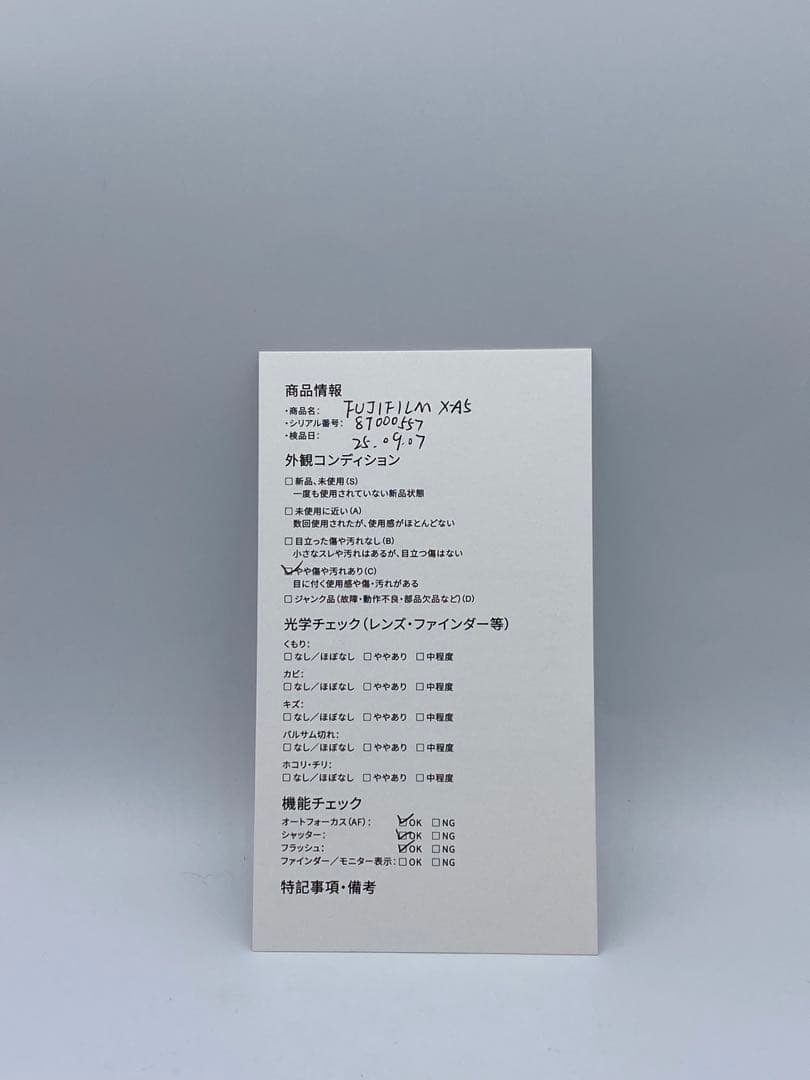 商品情報
・商品名: FUJIFILM X-A5
・シリアル番号: 87000557
・検品日: 25.09.07
外観コンディション
□ 新品、未使用(S)
一度も使用されていない新品状態
□ 未使用に近い(A)
数回使用されたが、使用感がほとんどない
□ 目立った傷や汚れなし(B)
小さなスレや汚れはあるが、目立つ傷はない
☑ やや傷や汚れあり(C)
目に付く使用感や傷・汚れがある
□ ジャンク品(故障・動作不良・部品欠品など)(D)
光学チェック(レンズ・ファインダー等)
くもり:
□ なし／ほぼなし □ ややあり □ 中程度
カビ:
□ なし／ほぼなし □ ややあり □ 中程度
キズ:
□ なし／ほぼなし □ ややあり □ 中程度
バルサム切れ:
□ なし／ほぼなし □ ややあり □ 中程度
ホコリ・チリ:
□ なし／ほぼなし □ ややあり □ 中程度
機能チェック
オートフォーカス(AF): ☑ OK □ NG
シャッター: ☑ OK □ NG
フラッシュ: ☑ OK □ NG
ファインダー／モニター表示: □ OK □ NG
特記事項・備考